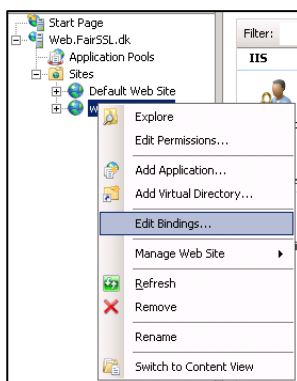 Start Page
Filter:
Web.FairSSL.dk
Application Pools
IIS
Sites
Default Web Site
Explore
Edit Permissions...
Add Application...
Add Virtual Directory...
Edit Bindings...
Manage Web Site
Refresh
Remove
Rename
Switch to Content View